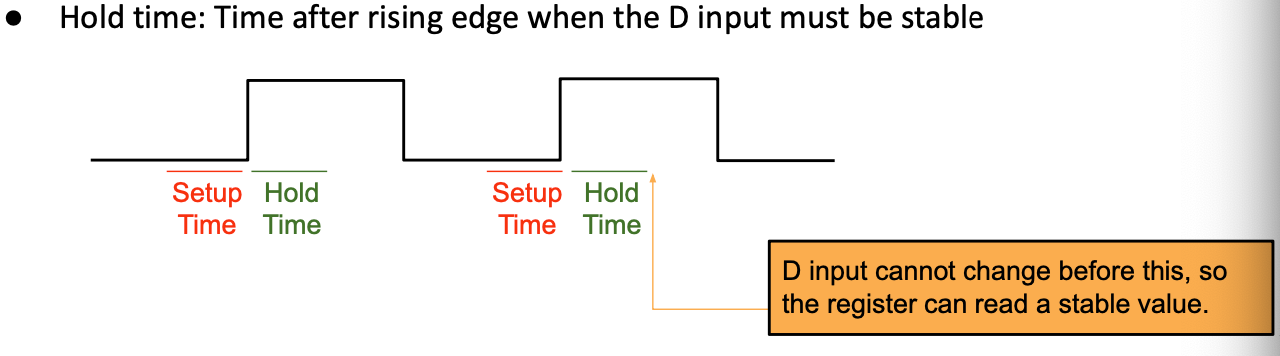 ● Hold time: Time after rising edge when the D input must be stable
Setup Hold Setup Hold
Time Time Time Time
D input cannot change before this, so
the register can read a stable value.